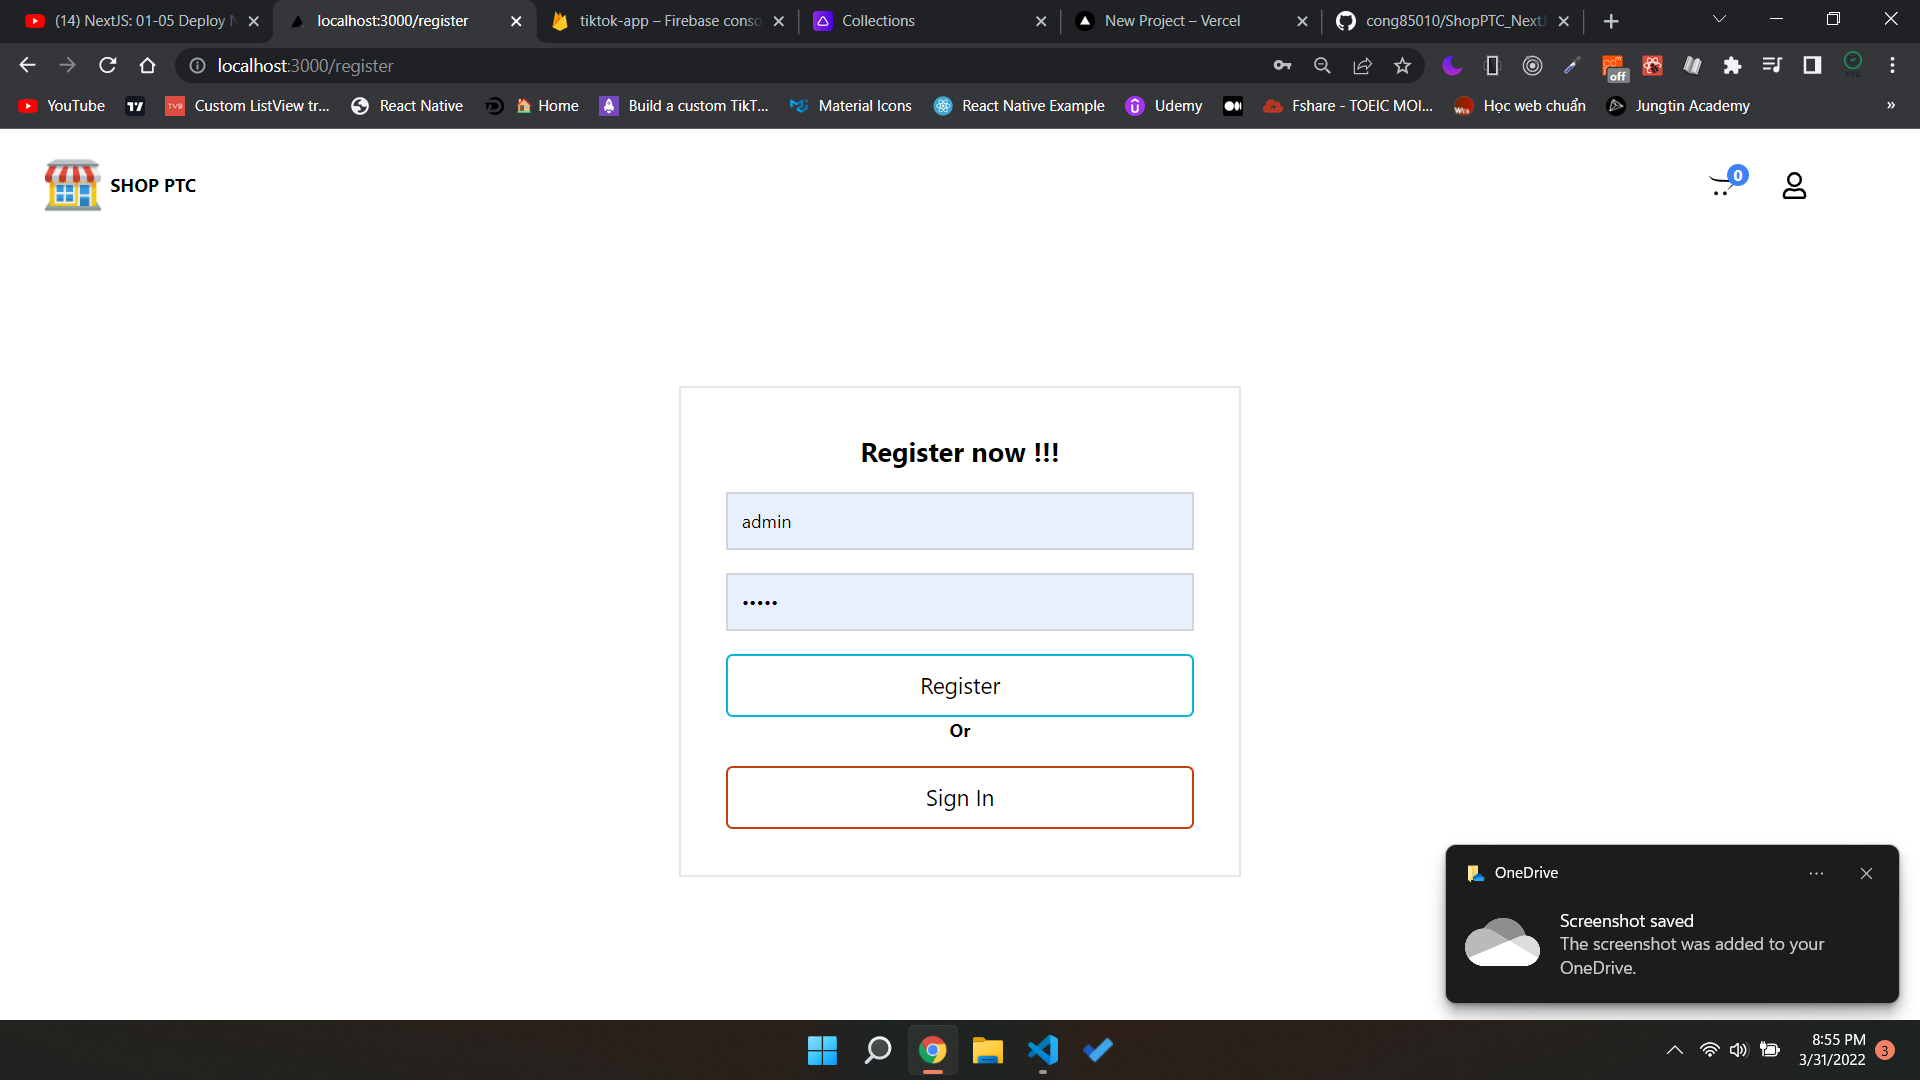 (14) NextJS: 01-05 Deploy N
localhost:3000/register
tiktok-app – Firebase conso
Collections
New Project – Vercel
cong85010/ShopPTC_NextJ
localhost:3000/register
off
PTC
YouTube
TVB
Custom ListView tr...
React Native
Home
Build a custom TikT...
Material Icons
React Native Example
Udemy
Fshare - TOEIC MOI...
Học web chuẩn
Jungtin Academy
»
SHOP PTC
0
Register now !!!
admin
•••••
Register
Or
Sign In
OneDrive
Screenshot saved
The screenshot was added to your
OneDrive.
8:55 PM
3/31/2022
3